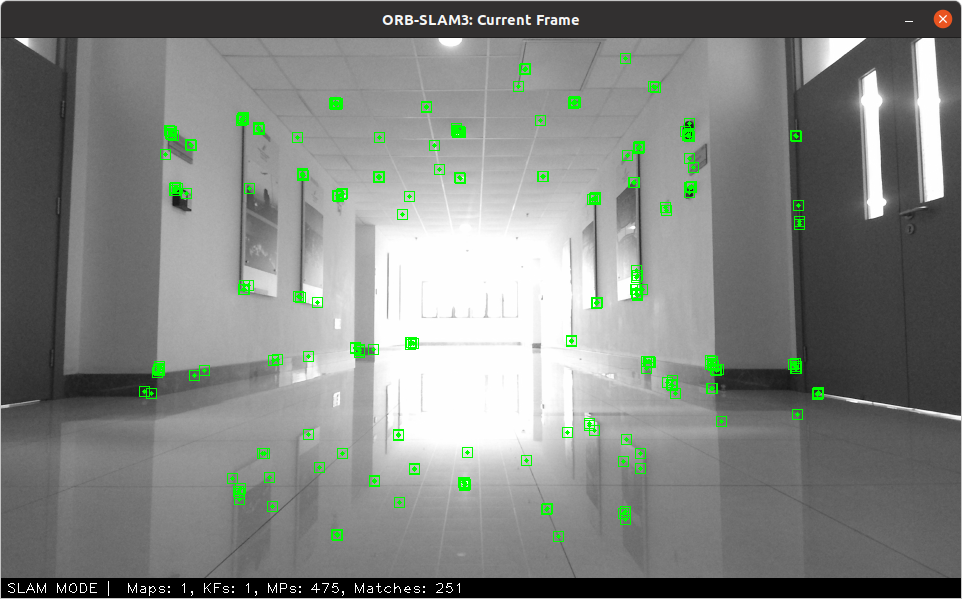 ORB-SLAM3: Current Frame
SLAM MODE | Maps: 1, KFs: 1, MPs: 475, Matches: 251